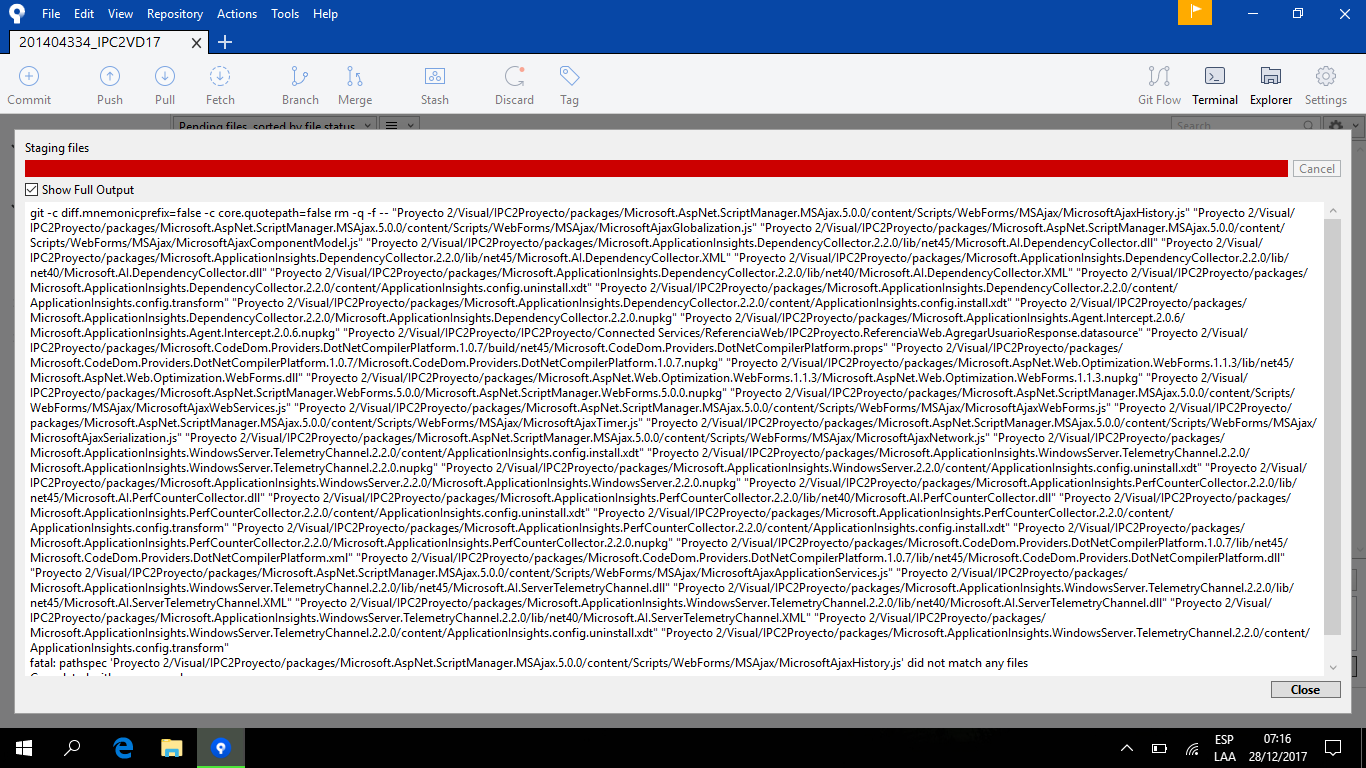 File Edit View Repository Actions Tools Help
201404334_IPC2VD17
Commit Push Pull Fetch Branch Merge Stash Discard Tag Git Flow Terminal Explorer Settings
Pending files, sorted by file status Search
Staging files
Cancel
Show Full Output
git -c diff.mnemonicprefix=false -c core.quotepath=false rm -q -f -- "Proyecto 2/Visual/IPC2Proyecto/packages/Microsoft.AspNet.ScriptManager.MSAjax.5.0.0/content/Scripts/WebForms/MSAjax/MicrosoftAjaxHistory.js" "Proyecto 2/Visual/
IPC2Proyecto/packages/Microsoft.AspNet.ScriptManager.MSAjax.5.0.0/content/Scripts/WebForms/MSAjax/MicrosoftAjaxGlobalization.js" "Proyecto 2/Visual/IPC2Proyecto/packages/Microsoft.AspNet.ScriptManager.MSAjax.5.0.0/content/
Scripts/WebForms/MSAjax/MicrosoftAjaxComponentModel.js" "Proyecto 2/Visual/IPC2Proyecto/packages/Microsoft.ApplicationInsights.DependencyCollector.2.2.0/lib/net45/Microsoft.AI.DependencyCollector.dll" "Proyecto 2/Visual/
IPC2Proyecto/packages/Microsoft.ApplicationInsights.DependencyCollector.2.2.0/lib/net45/Microsoft.AI.DependencyCollector.XML" "Proyecto 2/Visual/IPC2Proyecto/packages/Microsoft.ApplicationInsights.DependencyCollector.2.2.0/lib/
net40/Microsoft.AI.DependencyCollector.dll" "Proyecto 2/Visual/IPC2Proyecto/packages/Microsoft.ApplicationInsights.DependencyCollector.2.2.0/lib/net40/Microsoft.AI.DependencyCollector.XML" "Proyecto 2/Visual/IPC2Proyecto/packages/
Microsoft.ApplicationInsights.DependencyCollector.2.2.0/content/ApplicationInsights.config.uninstall.xdt" "Proyecto 2/Visual/IPC2Proyecto/packages/Microsoft.ApplicationInsights.DependencyCollector.2.2.0/content/
ApplicationInsights.config.transform" "Proyecto 2/Visual/IPC2Proyecto/packages/Microsoft.ApplicationInsights.DependencyCollector.2.2.0/content/ApplicationInsights.config.install.xdt" "Proyecto 2/Visual/IPC2Proyecto/packages/
Microsoft.ApplicationInsights.DependencyCollector.2.2.0/Microsoft.ApplicationInsights.DependencyCollector.2.2.0.nupkg" "Proyecto 2/Visual/IPC2Proyecto/packages/Microsoft.ApplicationInsights.Agent.Intercept.2.0.6/
Microsoft.ApplicationInsights.Agent.Intercept.2.0.6.nupkg" "Proyecto 2/Visual/IPC2Proyecto/IPC2Proyecto/Connected Services/ReferenciaWeb/IPC2Proyecto.ReferenciaWeb.AgregarUsuarioResponse.datasource" "Proyecto 2/Visual/
IPC2Proyecto/packages/Microsoft.CodeDom.Providers.DotNetCompilerPlatform.1.0.7/build/net45/Microsoft.CodeDom.Providers.DotNetCompilerPlatform.props" "Proyecto 2/Visual/IPC2Proyecto/packages/
Microsoft.CodeDom.Providers.DotNetCompilerPlatform.1.0.7/Microsoft.CodeDom.Providers.DotNetCompilerPlatform.1.0.7.nupkg" "Proyecto 2/Visual/IPC2Proyecto/packages/Microsoft.AspNet.Web.Optimization.WebForms.1.1.3/lib/net45/
Microsoft.AspNet.Web.Optimization.WebForms.dll" "Proyecto 2/Visual/IPC2Proyecto/packages/Microsoft.AspNet.Web.Optimization.WebForms.1.1.3/Microsoft.AspNet.Web.Optimization.WebForms.1.1.3.nupkg" "Proyecto 2/Visual/
IPC2Proyecto/packages/Microsoft.AspNet.ScriptManager.WebForms.5.0.0/Microsoft.AspNet.ScriptManager.WebForms.5.0.0.nupkg" "Proyecto 2/Visual/IPC2Proyecto/packages/Microsoft.AspNet.ScriptManager.MSAjax.5.0.0/content/Scripts/
WebForms/MSAjax/MicrosoftAjaxWebServices.js" "Proyecto 2/Visual/IPC2Proyecto/packages/Microsoft.AspNet.ScriptManager.MSAjax.5.0.0/content/Scripts/WebForms/MSAjax/MicrosoftAjaxWebForms.js" "Proyecto 2/Visual/IPC2Proyecto/
packages/Microsoft.AspNet.ScriptManager.MSAjax.5.0.0/content/Scripts/WebForms/MSAjax/MicrosoftAjaxTimer.js" "Proyecto 2/Visual/IPC2Proyecto/packages/Microsoft.AspNet.ScriptManager.MSAjax.5.0.0/content/Scripts/WebForms/MSAjax/
MicrosoftAjaxSerialization.js" "Proyecto 2/Visual/IPC2Proyecto/packages/Microsoft.AspNet.ScriptManager.MSAjax.5.0.0/content/Scripts/WebForms/MSAjax/MicrosoftAjaxNetwork.js" "Proyecto 2/Visual/IPC2Proyecto/packages/
Microsoft.ApplicationInsights.WindowsServer.TelemetryChannel.2.2.0/content/ApplicationInsights.config.install.xdt" "Proyecto 2/Visual/IPC2Proyecto/packages/Microsoft.ApplicationInsights.WindowsServer.TelemetryChannel.2.2.0/
Microsoft.ApplicationInsights.WindowsServer.TelemetryChannel.2.2.0.nupkg" "Proyecto 2/Visual/IPC2Proyecto/packages/Microsoft.ApplicationInsights.WindowsServer.2.2.0/content/ApplicationInsights.config.uninstall.xdt" "Proyecto 2/Visual/
IPC2Proyecto/packages/Microsoft.ApplicationInsights.WindowsServer.2.2.0/Microsoft.ApplicationInsights.WindowsServer.2.2.0.nupkg" "Proyecto 2/Visual/IPC2Proyecto/packages/Microsoft.ApplicationInsights.PerfCounterCollector.2.2.0/lib/
net45/Microsoft.AI.PerfCounterCollector.dll" "Proyecto 2/Visual/IPC2Proyecto/packages/Microsoft.ApplicationInsights.PerfCounterCollector.2.2.0/lib/net40/Microsoft.AI.PerfCounterCollector.dll" "Proyecto 2/Visual/IPC2Proyecto/packages/
Microsoft.ApplicationInsights.PerfCounterCollector.2.2.0/content/ApplicationInsights.config.uninstall.xdt" "Proyecto 2/Visual/IPC2Proyecto/packages/Microsoft.ApplicationInsights.PerfCounterCollector.2.2.0/content/
ApplicationInsights.config.transform" "Proyecto 2/Visual/IPC2Proyecto/packages/Microsoft.ApplicationInsights.PerfCounterCollector.2.2.0/content/ApplicationInsights.config.install.xdt" "Proyecto 2/Visual/IPC2Proyecto/packages/
Microsoft.ApplicationInsights.PerfCounterCollector.2.2.0/Microsoft.ApplicationInsights.PerfCounterCollector.2.2.0.nupkg" "Proyecto 2/Visual/IPC2Proyecto/packages/Microsoft.CodeDom.Providers.DotNetCompilerPlatform.1.0.7/lib/net45/
Microsoft.CodeDom.Providers.DotNetCompilerPlatform.xml" "Proyecto 2/Visual/IPC2Proyecto/packages/Microsoft.CodeDom.Providers.DotNetCompilerPlatform.1.0.7/lib/net45/Microsoft.CodeDom.Providers.DotNetCompilerPlatform.dll"
"Proyecto 2/Visual/IPC2Proyecto/packages/Microsoft.AspNet.ScriptManager.MSAjax.5.0.0/content/Scripts/WebForms/MSAjax/MicrosoftAjaxApplicationServices.js" "Proyecto 2/Visual/IPC2Proyecto/packages/
Microsoft.ApplicationInsights.WindowsServer.TelemetryChannel.2.2.0/lib/net45/Microsoft.AI.ServerTelemetryChannel.dll" "Proyecto 2/Visual/IPC2Proyecto/packages/Microsoft.ApplicationInsights.WindowsServer.TelemetryChannel.2.2.0/lib/
net45/Microsoft.AI.ServerTelemetryChannel.XML" "Proyecto 2/Visual/IPC2Proyecto/packages/Microsoft.ApplicationInsights.WindowsServer.TelemetryChannel.2.2.0/lib/net40/Microsoft.AI.ServerTelemetryChannel.dll" "Proyecto 2/Visual/
IPC2Proyecto/packages/Microsoft.ApplicationInsights.WindowsServer.TelemetryChannel.2.2.0/lib/net40/Microsoft.AI.ServerTelemetryChannel.XML" "Proyecto 2/Visual/IPC2Proyecto/packages/
Microsoft.ApplicationInsights.WindowsServer.TelemetryChannel.2.2.0/content/ApplicationInsights.config.uninstall.xdt" "Proyecto 2/Visual/IPC2Proyecto/packages/Microsoft.ApplicationInsights.WindowsServer.TelemetryChannel.2.2.0/content/
ApplicationInsights.config.transform"
fatal: pathspec 'Proyecto 2/Visual/IPC2Proyecto/packages/Microsoft.AspNet.ScriptManager.MSAjax.5.0.0/content/Scripts/WebForms/MSAjax/MicrosoftAjaxHistory.js' did not match any files
Close
ESP 07:16
LAA 28/12/2017